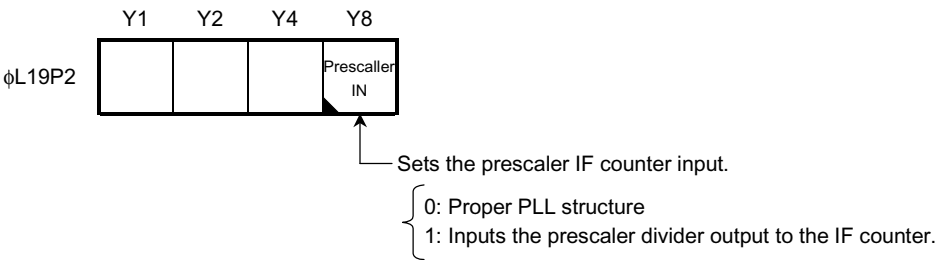 Y1 Y2 Y4 Y8
ϕL19P2
Prescaller
IN
Sets the prescaler IF counter input.
0: Proper PLL structure
1: Inputs the prescaler divider output to the IF counter.